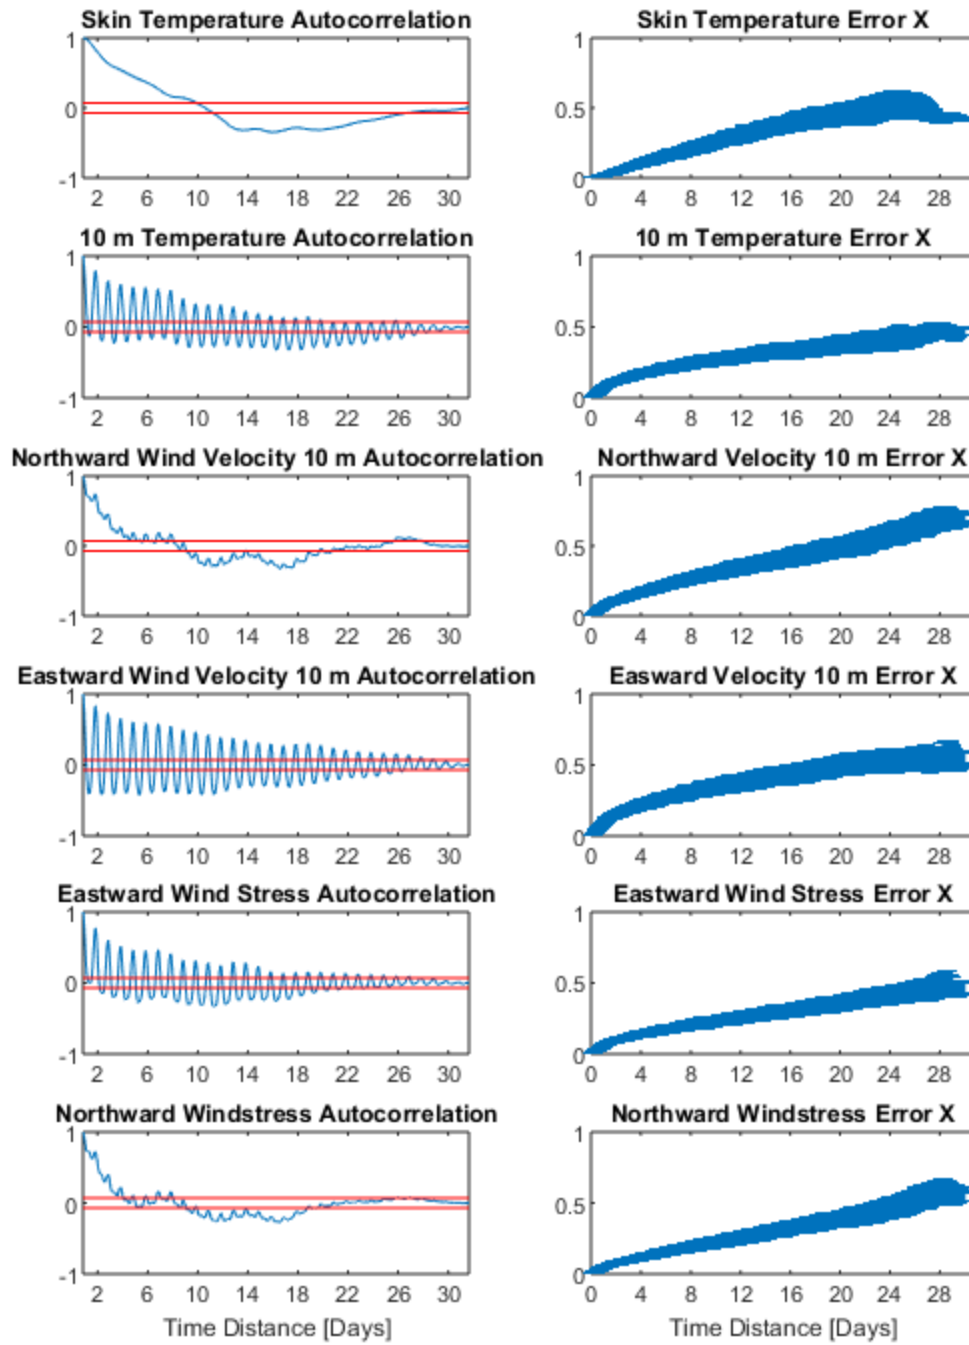 Skin Temperature Autocorrelation
Skin Temperature Error X
1
0
-1
2 6 10 14 18 22 26 30
1
0.5
0
0 4 8 12 16 20 24 28
10 m Temperature Autocorrelation
10 m Temperature Error X
1
0
-1
2 6 10 14 18 22 26 30
1
0.5
0
0 4 8 12 16 20 24 28
Northward Wind Velocity 10 m Autocorrelation
Northward Velocity 10 m Error X
1
0
-1
2 6 10 14 18 22 26 30
1
0.5
0
0 4 8 12 16 20 24 28
Eastward Wind Velocity 10 m Autocorrelation
Easward Velocity 10 m Error X
1
0
-1
2 6 10 14 18 22 26 30
1
0.5
0
0 4 8 12 16 20 24 28
Eastward Wind Stress Autocorrelation
Eastward Wind Stress Error X
1
0
-1
2 6 10 14 18 22 26 30
1
0.5
0
0 4 8 12 16 20 24 28
Northward Windstress Autocorrelation
Northward Windstress Error X
1
0
-1
2 6 10 14 18 22 26 30
1
0.5
0
0 4 8 12 16 20 24 28
Time Distance [Days]
Time Distance [Days]